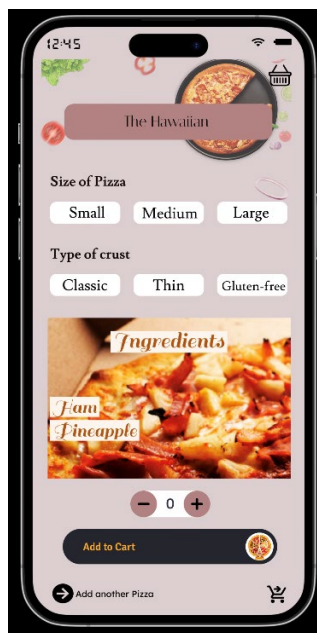 12:45
The Hawaiian
Size of Pizza
Small Medium Large
Type of crust
Classic Thin Gluten-free
Ingredients
Ham
Pineapple
0
Add to Cart
Add another Pizza